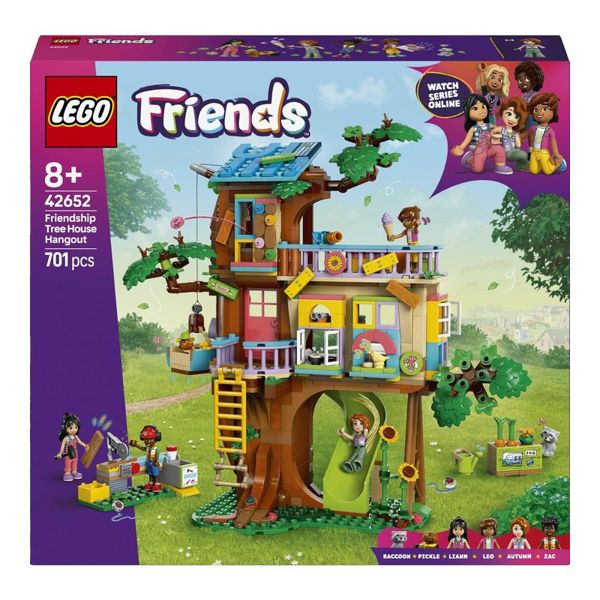 LEGO
Friends
WATCH
SERIES
ONLINE
8+
42652
Friendship
Tree House
Hangout
701 pcs
RACCOON ★ PICKLE ★ LIANN ★ LEO ★ AUTUMN ★ ZAC